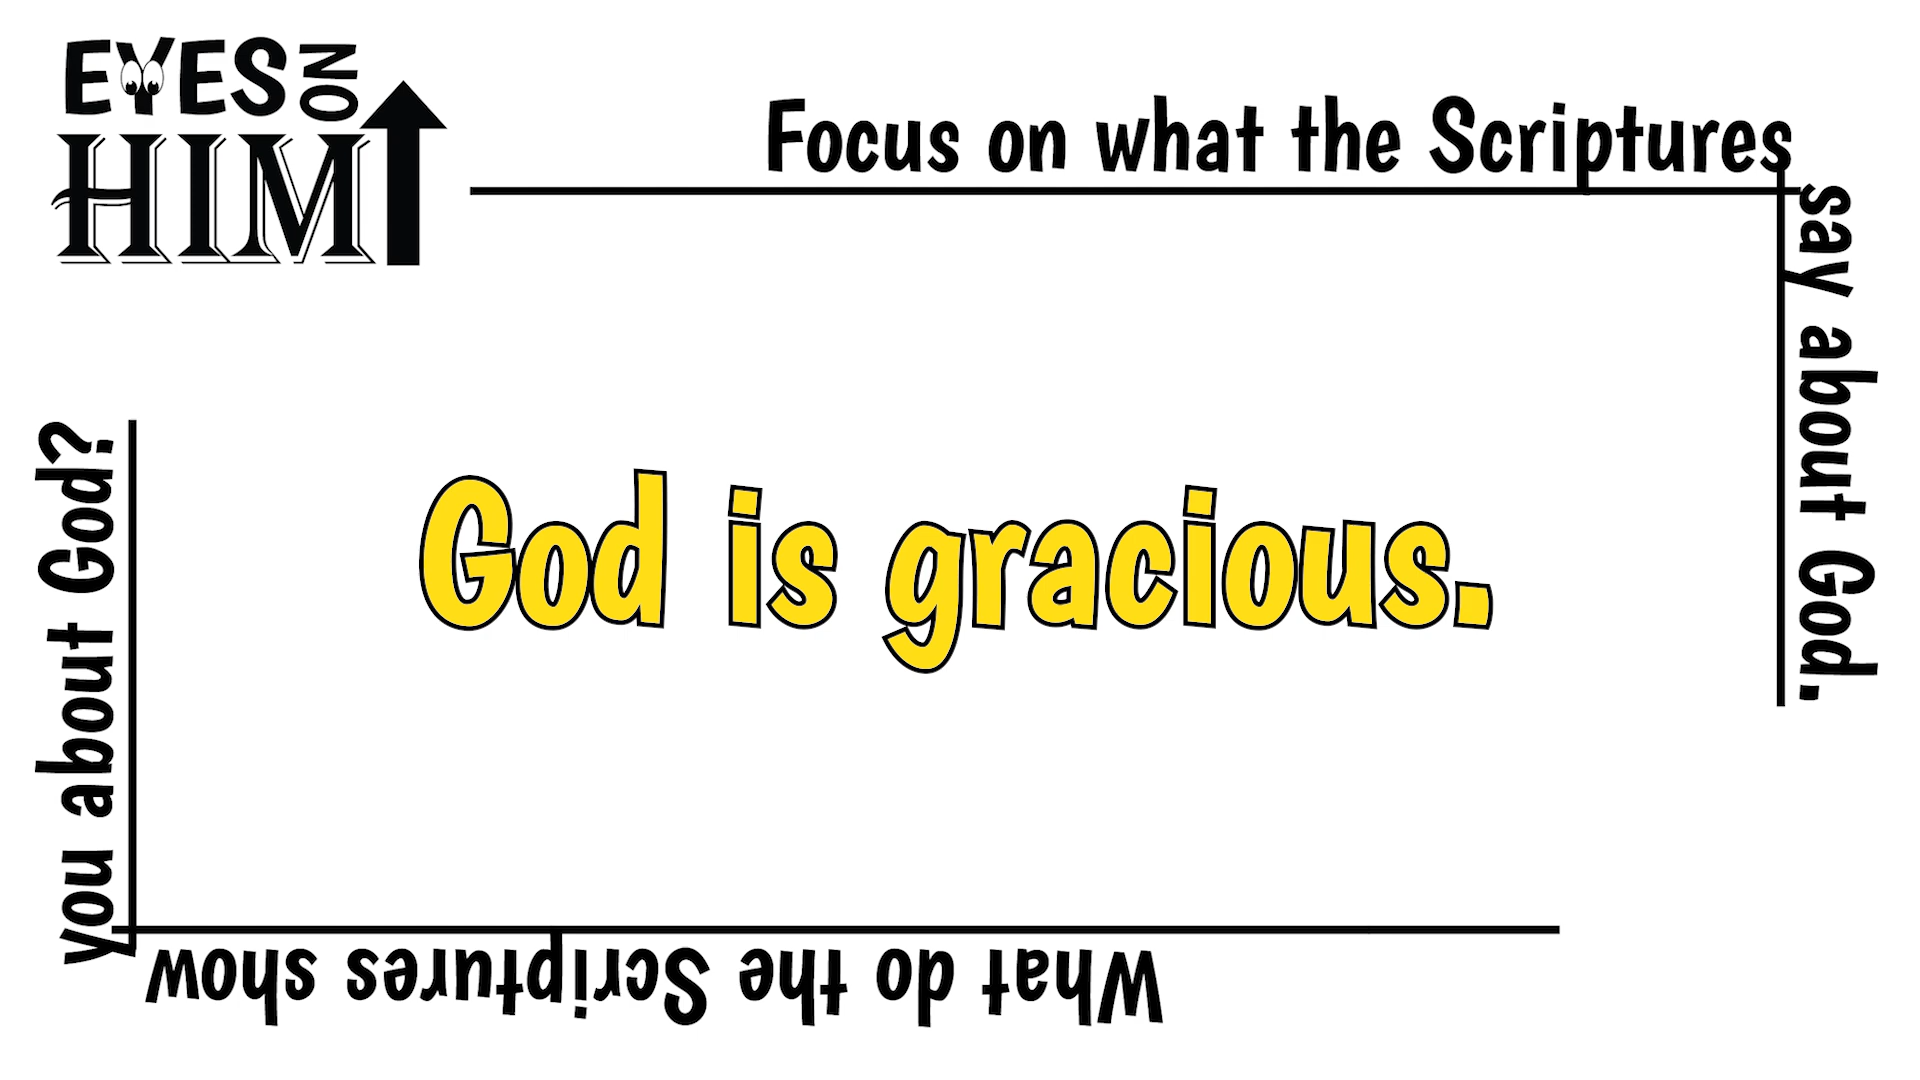 EYES ON
HIM
Focus on what the Scriptures
say about God.
God is gracious.
What do the Scriptures show
you about God?